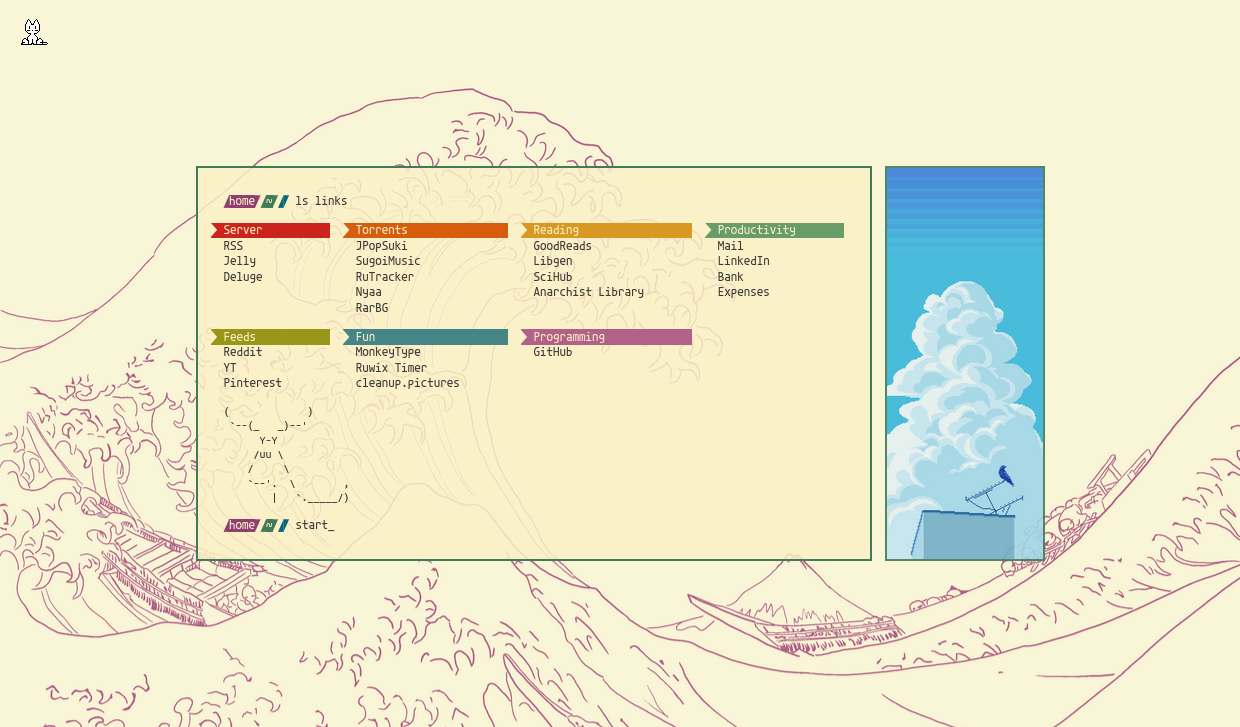 home ~ ls links
Server Torrents Reading Productivity
RSS JPopSuki GoodReads Mail
Jelly SugoiMusic Libgen LinkedIn
Deluge RuTracker SciHub Bank
Nyaa Anarchist Library Expenses
RarBG
Feeds Fun Programming
Reddit MonkeyType GitHub
YT Ruwix Timer
Pinterest cleanup.pictures
home ~ start_